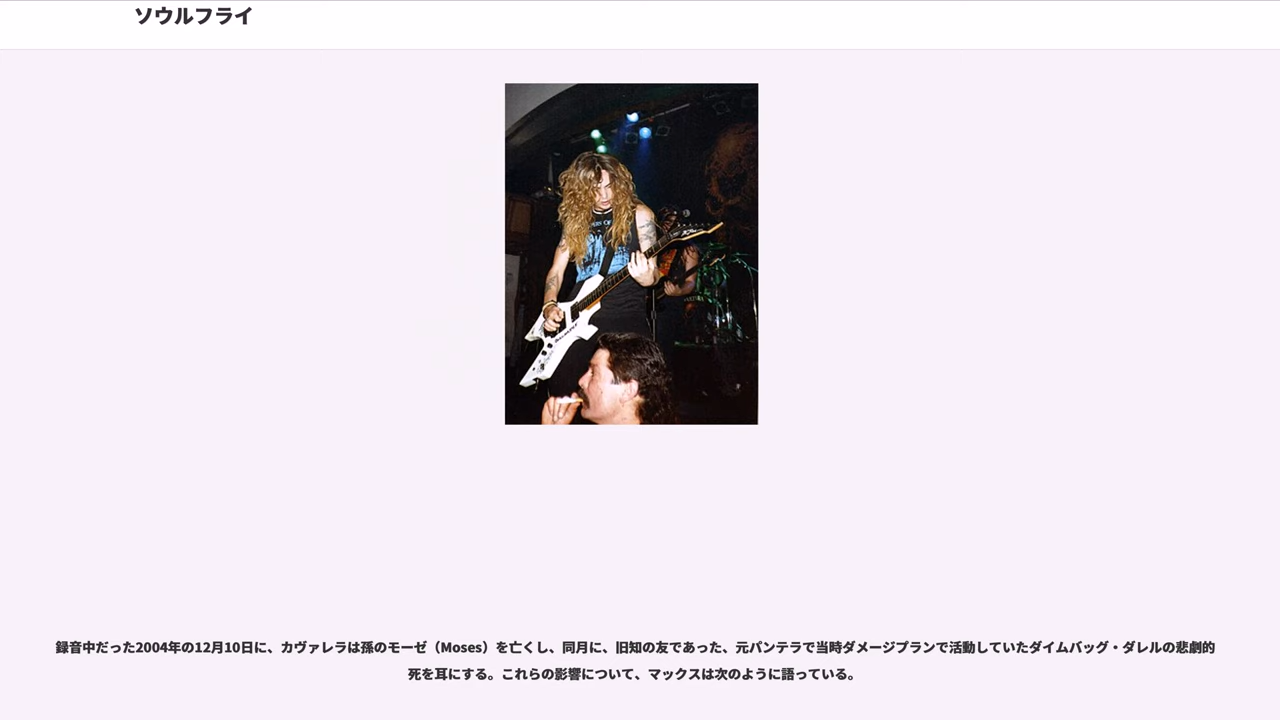 ソウルフライ
録音中だった2004年の12月10日に、カヴァレラは孫のモーゼ（Moses）を亡くし、同月に、旧知の友であった、元パンテラで当時ダメージプランで活動していたダイムバッグ・ダレルの悲劇的
死を耳にする。これらの影響について、マックスは次のように語っている。